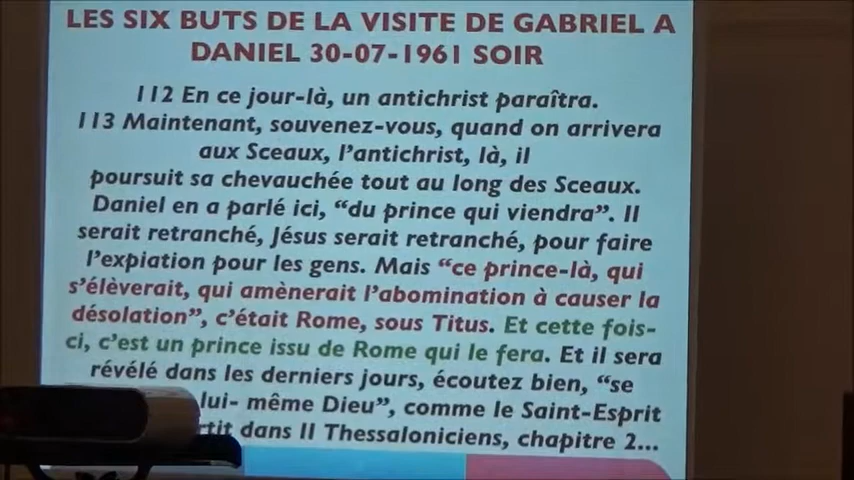 LES SIX BUTS DE LA VISITE DE GABRIEL A
DANIEL 30-07-1961 SOIR
112 En ce jour-là, un antichrist paraîtra.
113 Maintenant, souvenez-vous, quand on arrivera
aux Sceaux, l'antichrist, là, il
poursuit sa chevauchée tout au long des Sceaux.
Daniel en a parlé ici, “du prince qui viendra”. Il
serait retranché, Jésus serait retranché, pour faire
l'expiation pour les gens. Mais “ce prince-là, qui
s'élèverait, qui amènerait l'abomination à causer la
désolation”, c'était Rome, sous Titus. Et cette fois-
ci, c'est un prince issu de Rome qui le fera. Et il sera
révélé dans les derniers jours, écoutez bien, “se
lui- même Dieu”, comme le Saint-Esprit
dans II Thessaloniciens, chapitre 2...